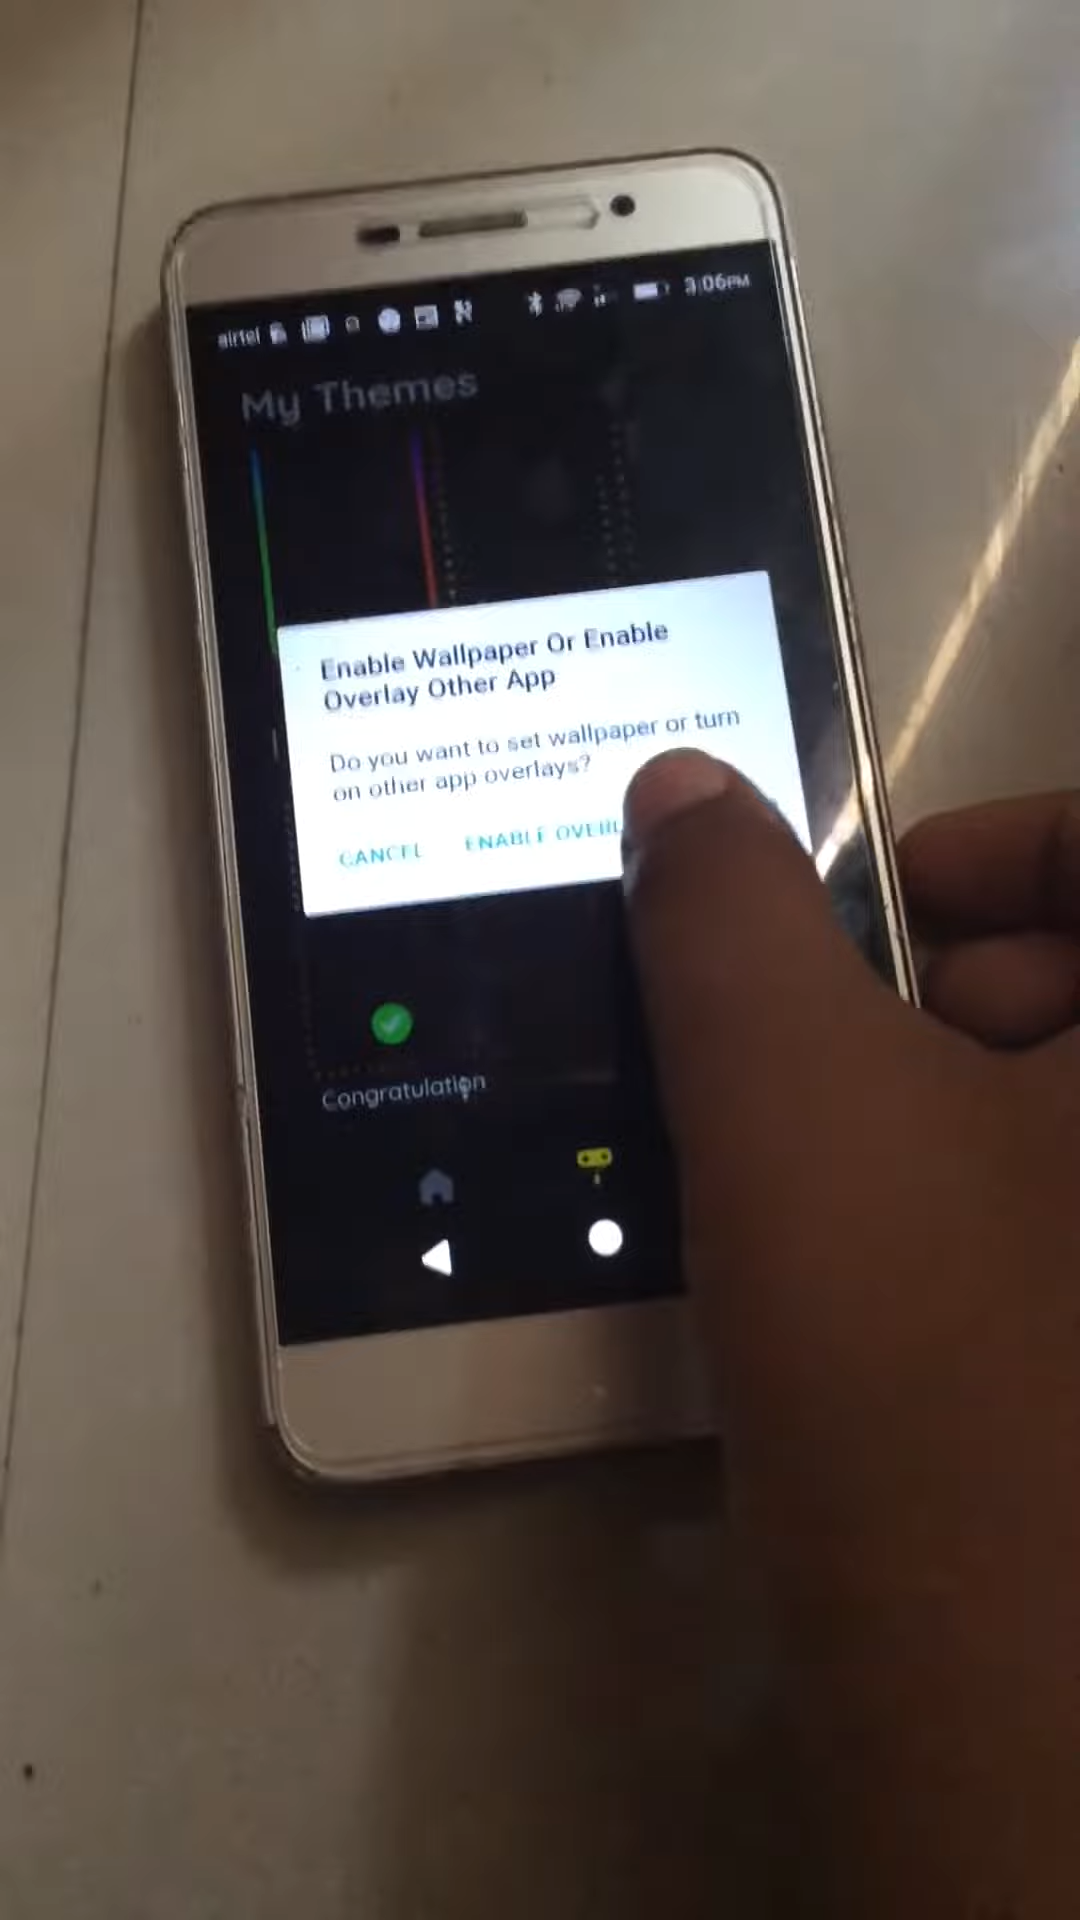 airtel 3:06PM
My Themes
Enable Wallpaper Or Enable
Overlay Other App
Do you want to set wallpaper or turn
on other app overlays?
CANCEL ENABLE OVERL
Congratulation